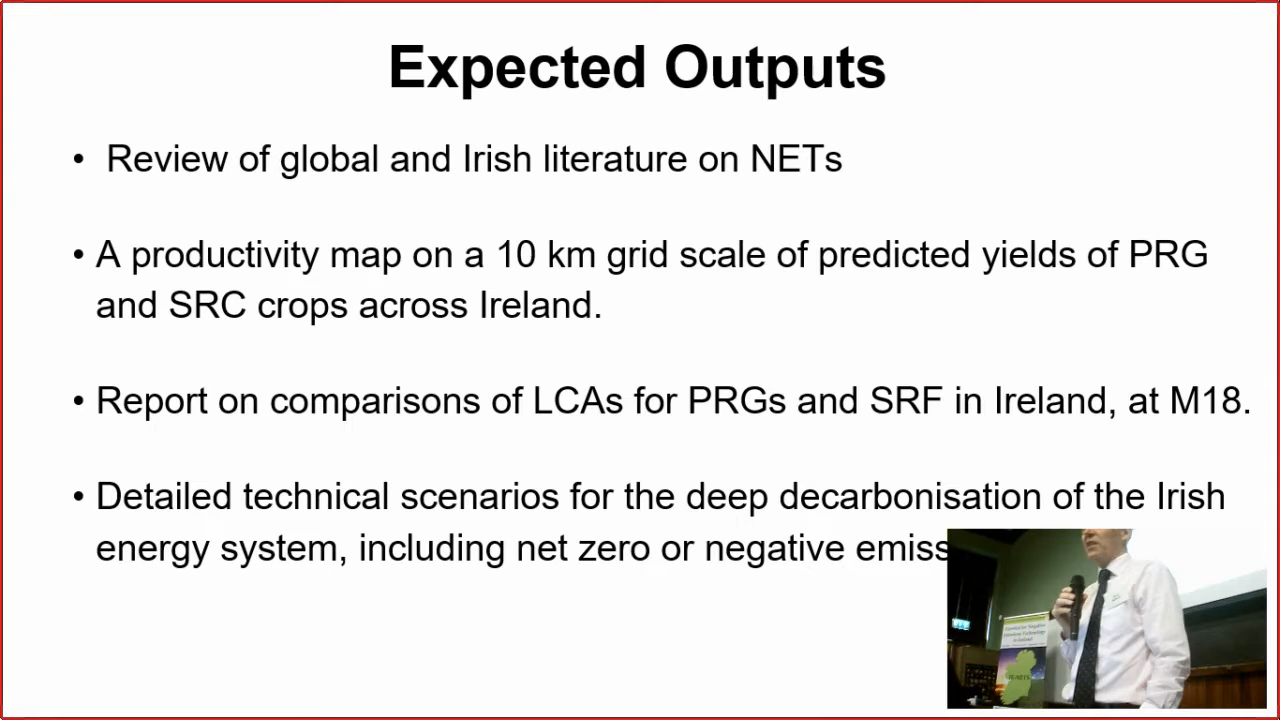 Expected Outputs
• Review of global and Irish literature on NETs
• A productivity map on a 10 km grid scale of predicted yields of PRG
and SRC crops across Ireland.
• Report on comparisons of LCAs for PRGs and SRF in Ireland, at M18.
• Detailed technical scenarios for the deep decarbonisation of the Irish
energy system, including net zero or negative emiss